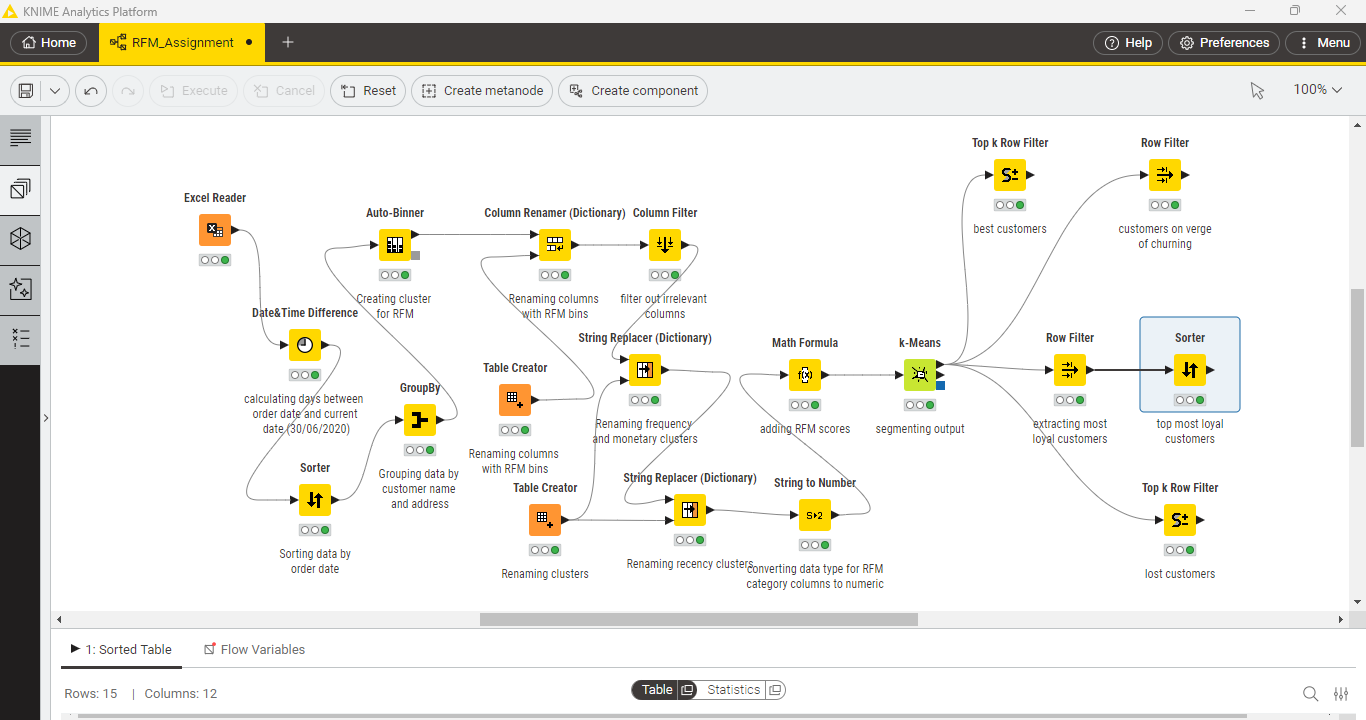 KNIME Analytics Platform
Home
RFM_Assignment
Help
Preferences
Menu
Execute
Cancel
Reset
Create metanode
Create component
100%
Top k Row Filter
best customers
Row Filter
customers on verge
of churning
Excel Reader
Auto-Binner
Creating cluster
for RFM
Column Renamer (Dictionary)
Renaming columns
with RFM bins
Column Filter
filter out irrelevant
columns
Date&Time Difference
calculating days between
order date and current
date (30/06/2020)
String Replacer (Dictionary)
Renaming frequency
and monetary clusters
Math Formula
f(x)
adding RFM scores
k-Means
segmenting output
Row Filter
extracting most
loyal customers
Sorter
top most loyal
customers
Table Creator
Renaming columns
with RFM bins
GroupBy
Grouping data by
customer name
and address
Sorter
Sorting data by
order date
Table Creator
Renaming clusters
String Replacer (Dictionary)
Renaming recency clusters
String to Number
S▸2
converting data type for RFM
category columns to numeric
Top k Row Filter
lost customers
1: Sorted Table
Flow Variables
Rows: 15 | Columns: 12
Table
Statistics